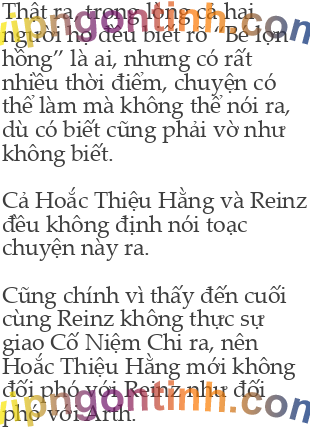 Thật ra, trong lòng cả hai
người họ đều biết rõ “Bé lọn
hồng” là ai, nhưng có rất
nhiều thời điểm, chuyện có
thể làm mà không thể nói ra,
dù có biết cũng phải vờ như
không biết.
Cả Hoắc Thiệu Hằng và Reinz
đều không định nói toạc
chuyện này ra.
Cũng chính vì thấy đến cuối
cùng Reinz không thực sự
giao Cố Niệm Chi ra, nên
Hoắc Thiệu Hằng mới không
đối phó với Reinz như đối
phó với Arth.